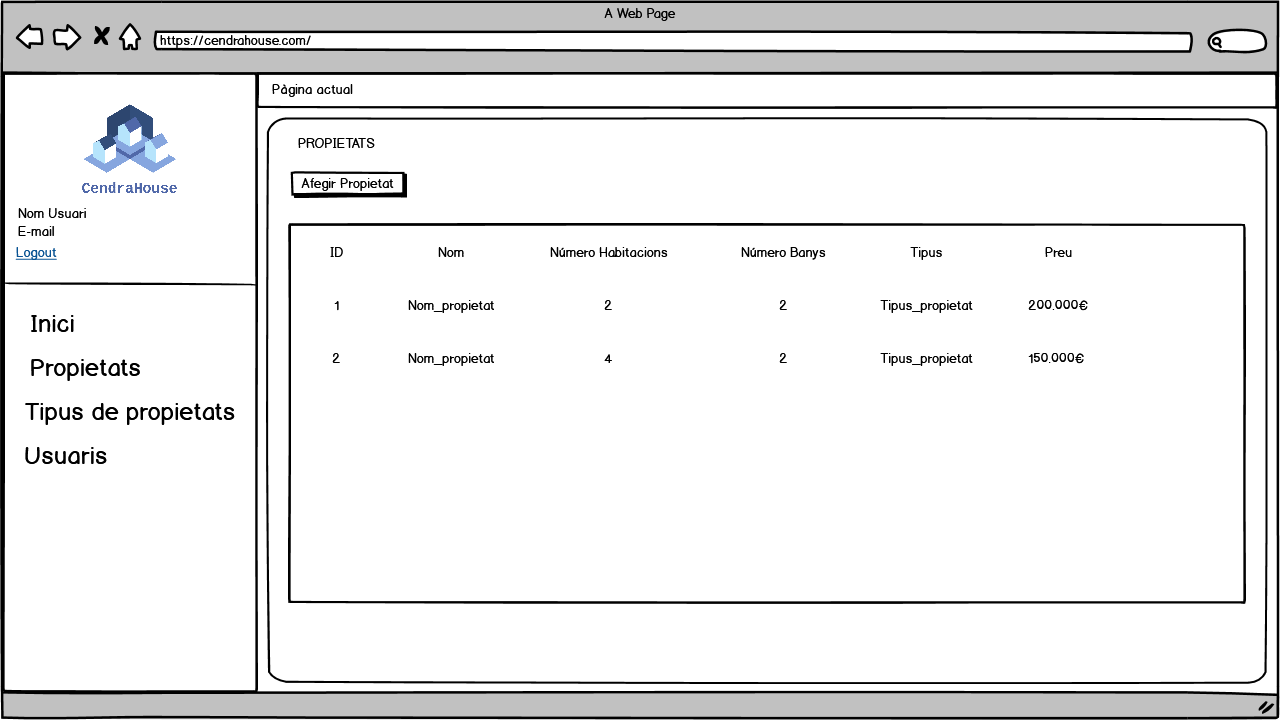 A Web Page
https://cendrahouse.com/
CendraHouse
Nom Usuari
E-mail
Logout
Inici
Propietats
Tipus de propietats
Usuaris
Pàgina actual
PROPIETATS
Afegir Propietat
ID Nom Número Habitacions Número Banys Tipus Preu
1 Nom_propietat 2 2 Tipus_propietat 200.000€
2 Nom_propietat 4 2 Tipus_propietat 150.000€